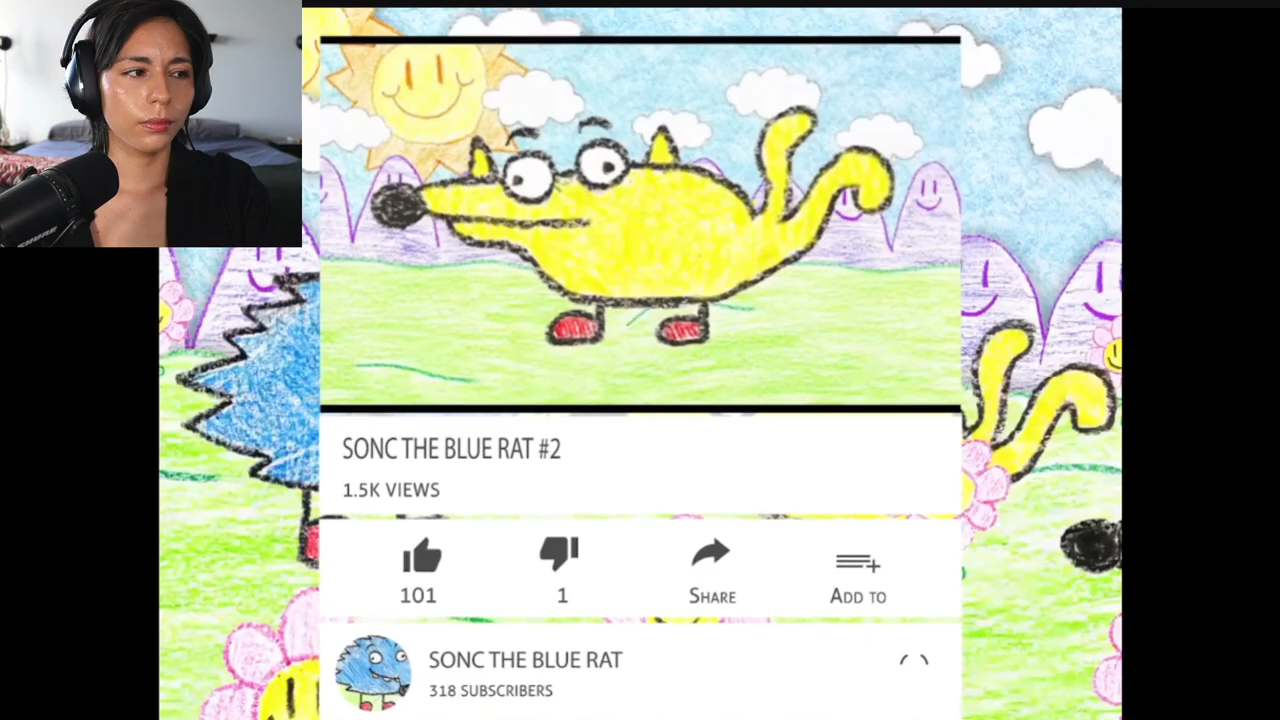 SHURE
SONC THE BLUE RAT #2
1.5K VIEWS
101
1
SHARE
ADD TO
SONC THE BLUE RAT
318 SUBSCRIBERS